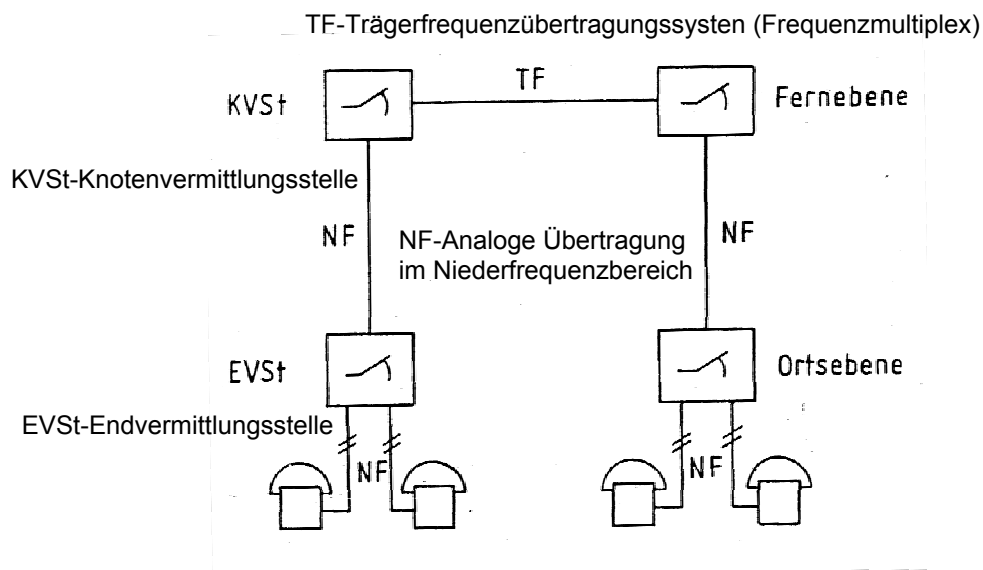 TF-Trägerfrequenzübertragungssysten (Frequenzmultiplex)
TF
KVSt
Fernebene
KVSt-Knotenvermittlungsstelle
NF
NF-Analoge Übertragung
im Niederfrequenzbereich
NF
EVSt
Ortsebene
EVSt-Endvermittlungsstelle
NF
NF